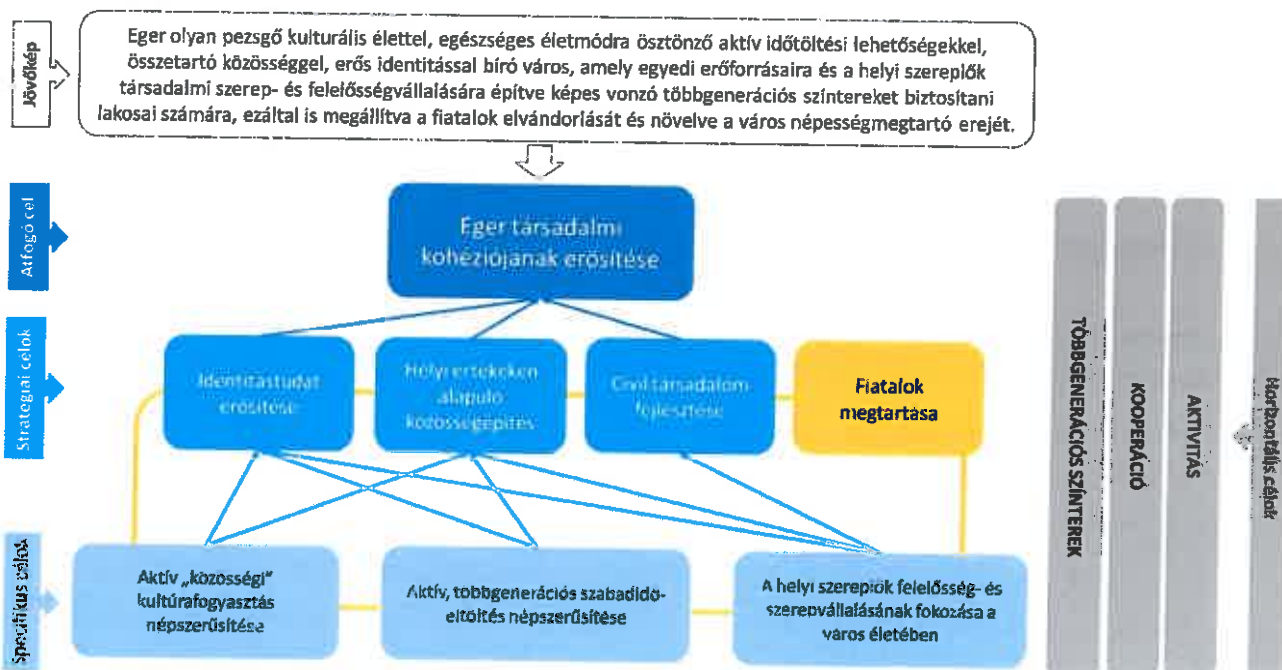 Jövőkép
Eger olyan pezsgő kulturális élettel, egészséges életmódra ösztönző aktív időtöltési lehetőségekkel,
összetartó közösséggel, erős identitással bíró város, amely egyedi erőforrásaira és a helyi szereplők
társadalmi szerep- és felelősségvállalására építve képes vonzó többgenerációs színtereket biztosítani
lakosai számára, ezáltal is megállítva a fiatalok elvándorlását és növelve a város népességmegtartó erejét.
Átfogó cél
Eger társadalmi
kohéziójának erősítése
Stratégiai célok
Identitástudat
erősítése
Helyi értékeken
alapuló
közösségépítés
Civil társadalom
fejlesztése
Fiatalok
megtartása
Specifikus célok
Aktív „közösségi"
kultúrafogyasztás
népszerűsítése
Aktív, többgenerációs szabadidő-
eltöltés népszerűsítése
A helyi szereplők felelősség- és
szerepvállalásának fokozása a
város életében
TÖBBGENERÁCIÓS SZÍNTEREK
KOOPERÁCIÓ
AKTIVITÁS
Horizontális célok